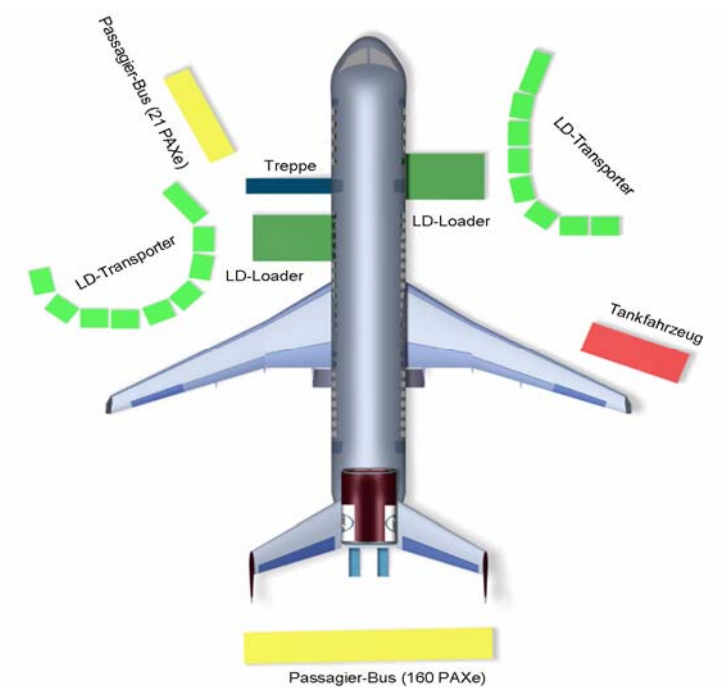 Passagier-Bus (21 PAXe)
Treppe
LD-Transporter
LD-Loader
LD-Transporter
LD-Loader
Tankfahrzeug
Passagier-Bus (160 PAXe)